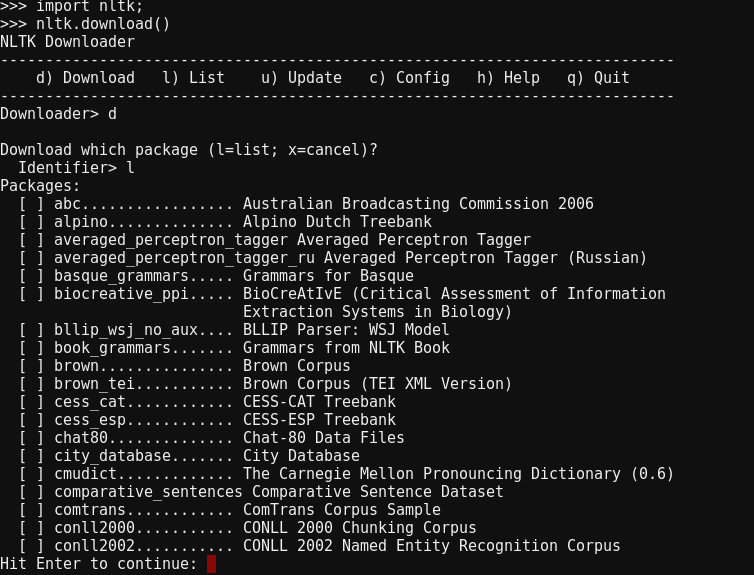 >>> import nltk;
>>> nltk.download()
NLTK Downloader
---------------------------------------------------------------------------
    d) Download   l) List    u) Update   c) Config   h) Help   q) Quit
---------------------------------------------------------------------------
Downloader> d

Download which package (l=list; x=cancel)?
  Identifier> l
Packages:
  [ ] abc................. Australian Broadcasting Commission 2006
  [ ] alpino.............. Alpino Dutch Treebank
  [ ] averaged_perceptron_tagger Averaged Perceptron Tagger
  [ ] averaged_perceptron_tagger_ru Averaged Perceptron Tagger (Russian)
  [ ] basque_grammars..... Grammars for Basque
  [ ] biocreative_ppi..... BioCreAtIvE (Critical Assessment of Information
                           Extraction Systems in Biology)
  [ ] bllip_wsj_no_aux.... BLLIP Parser: WSJ Model
  [ ] book_grammars....... Grammars from NLTK Book
  [ ] brown............... Brown Corpus
  [ ] brown_tei........... Brown Corpus (TEI XML Version)
  [ ] cess_cat............ CESS-CAT Treebank
  [ ] cess_esp............ CESS-ESP Treebank
  [ ] chat80.............. Chat-80 Data Files
  [ ] city_database....... City Database
  [ ] cmudict............. The Carnegie Mellon Pronouncing Dictionary (0.6)
  [ ] comparative_sentences Comparative Sentence Dataset
  [ ] comtrans............ ComTrans Corpus Sample
  [ ] conll2000........... CONLL 2000 Chunking Corpus
  [ ] conll2002........... CONLL 2002 Named Entity Recognition Corpus
Hit Enter to continue: